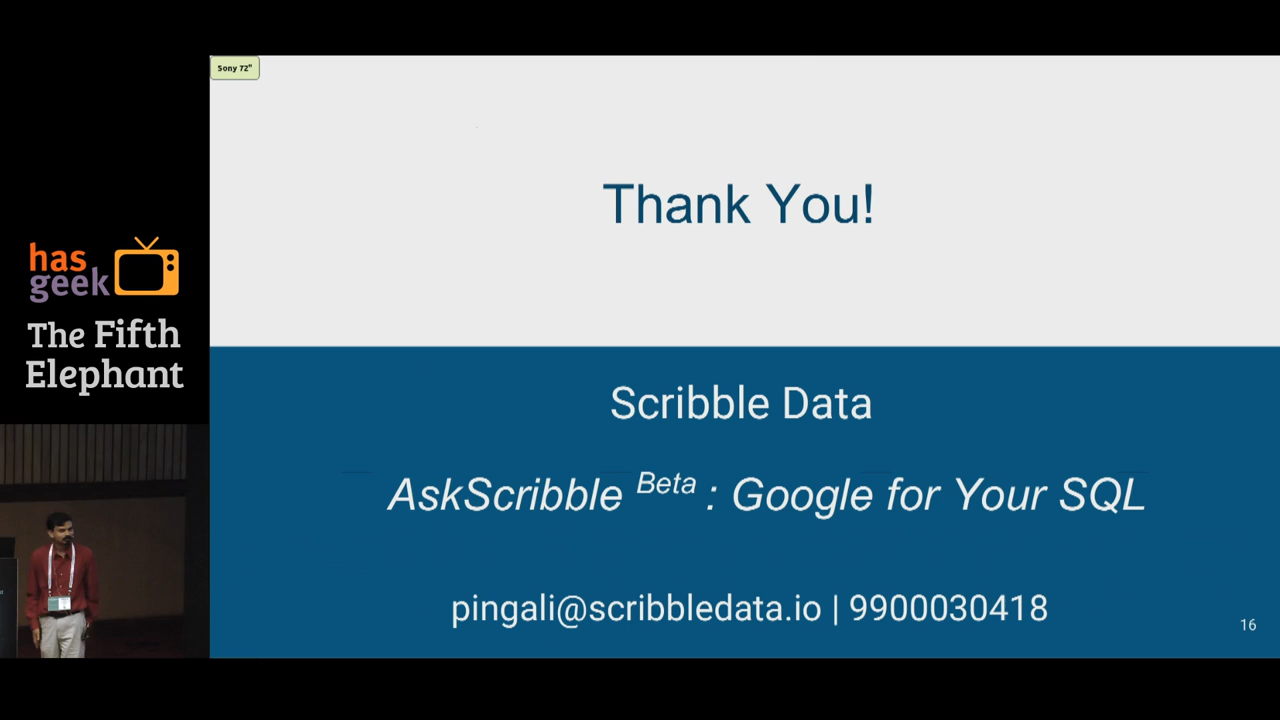 Sony 72"
Thank You!
has
geek
The Fifth
Elephant
Scribble Data
AskScribble Beta : Google for Your SQL
pingali@scribbledata.io | 9900030418
16